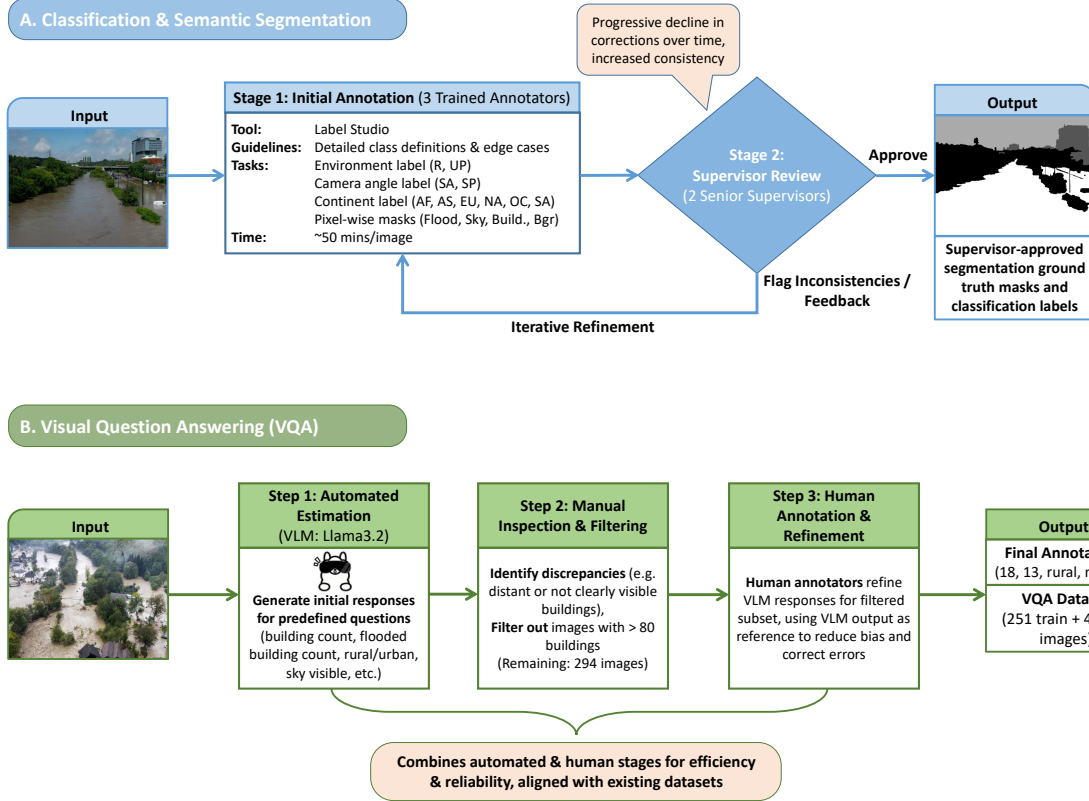 A. Classification & Semantic Segmentation
Progressive decline in
corrections over time,
increased consistency
Input
Stage 1: Initial Annotation (3 Trained Annotators)
Tool: Label Studio
Guidelines: Detailed class definitions & edge cases
Tasks: Environment label (R, UP)
Camera angle label (SA, SP)
Continent label (AF, AS, EU, NA, OC, SA)
Pixel-wise masks (Flood, Sky, Build., Bgr)
Time: ~50 mins/image
Stage 2:
Supervisor Review
(2 Senior Supervisors)
Approve
Output
Supervisor-approved
segmentation ground
truth masks and
classification labels
Flag Inconsistencies /
Feedback
Iterative Refinement
B. Visual Question Answering (VQA)
Input
Step 1: Automated
Estimation
(VLM: Llama3.2)
Generate initial responses
for predefined questions
(building count, flooded
building count, rural/urban,
sky visible, etc.)
Step 2: Manual
Inspection & Filtering
Identify discrepancies (e.g.
distant or not clearly visible
buildings),
Filter out images with > 80
buildings
(Remaining: 294 images)
Step 3: Human
Annotation &
Refinement
Human annotators refine
VLM responses for filtered
subset, using VLM output as
reference to reduce bias and
correct errors
Output
Final
(18, 13, rural,
VQA
(251 train +
images)
Combines automated & human stages for efficiency
& reliability, aligned with existing datasets